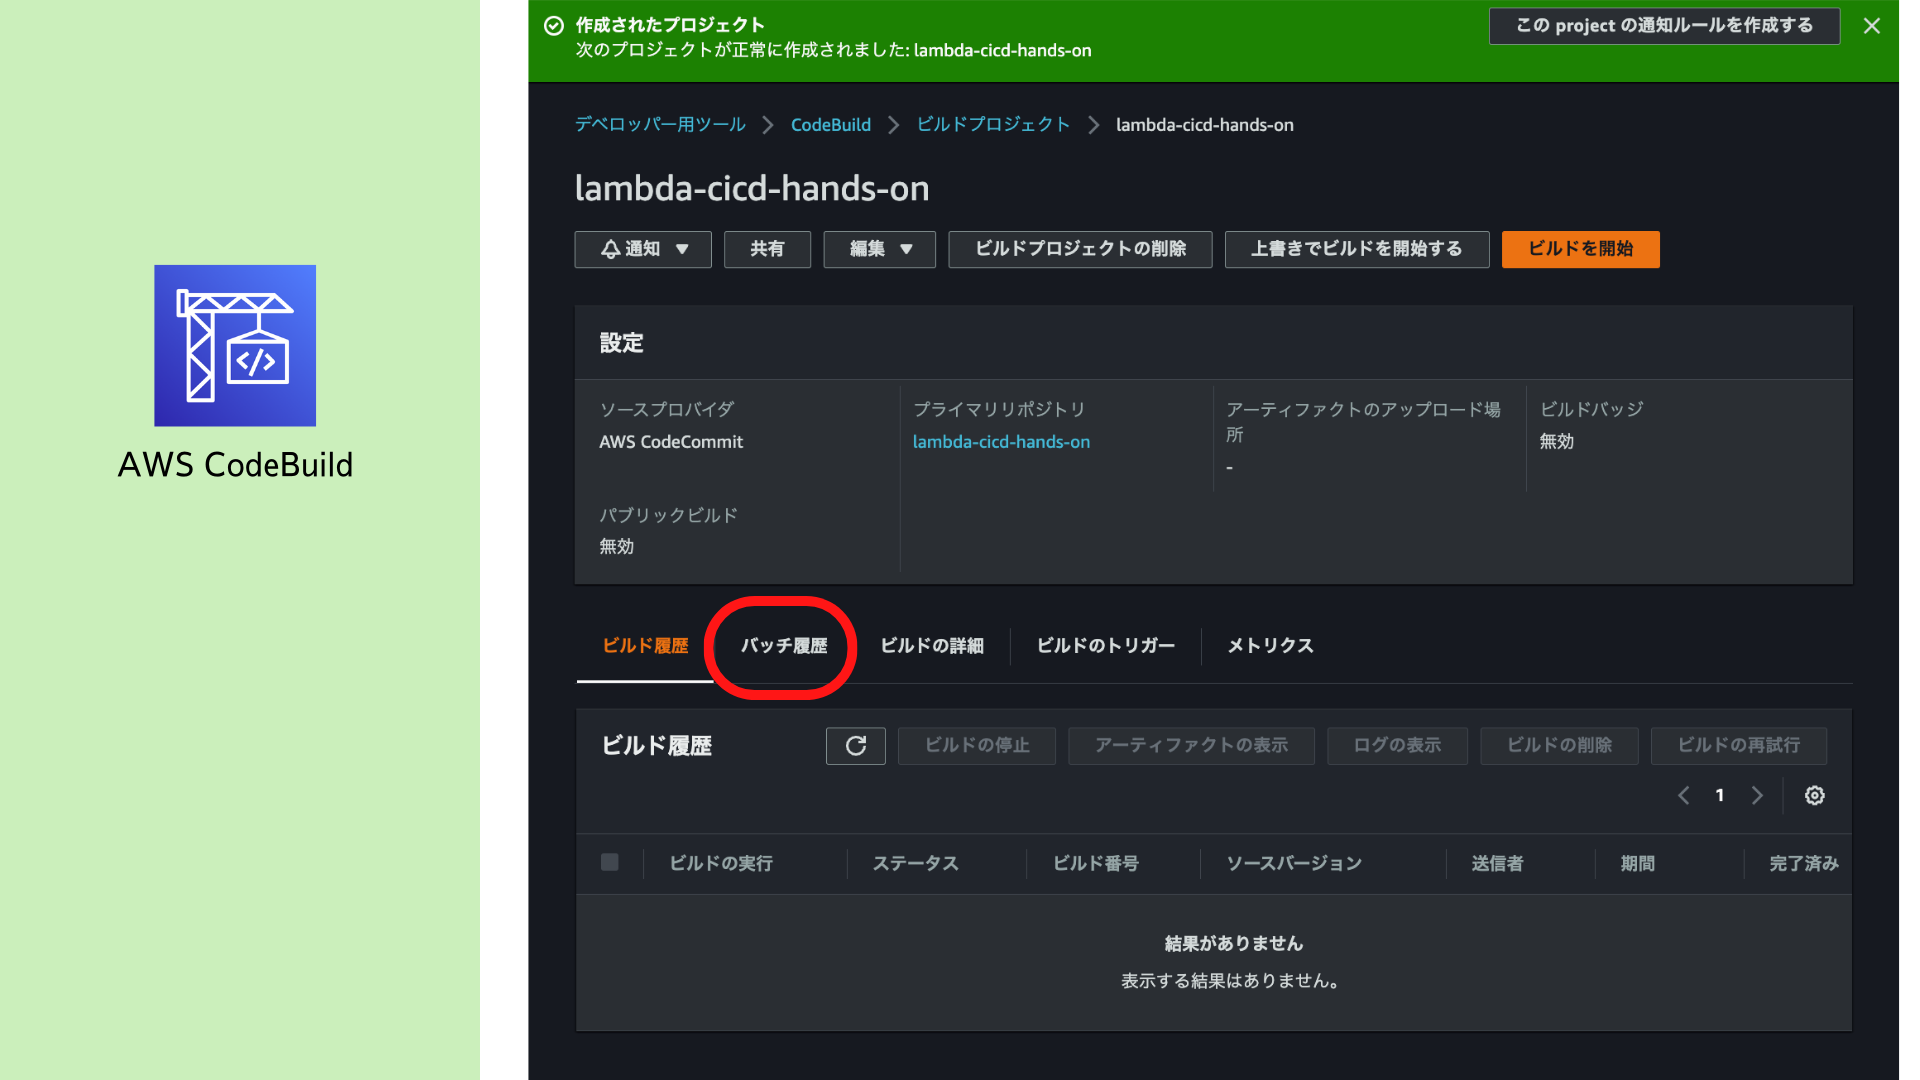 AWS CodeBuild
作成されたプロジェクト
次のプロジェクトが正常に作成されました: lambda-cicd-hands-on
この project の通知ルールを作成する
デベロッパー用ツール
CodeBuild
ビルドプロジェクト
lambda-cicd-hands-on
lambda-cicd-hands-on
通知
共有
編集
ビルドプロジェクトの削除
上書きでビルドを開始する
ビルドを開始
設定
ソースプロバイダ
AWS CodeCommit
プライマリリポジトリ
lambda-cicd-hands-on
アーティファクトのアップロード場
所
-
ビルドバッジ
無効
パブリックビルド
無効
ビルド履歴
バッチ履歴
ビルドの詳細
ビルドのトリガー
メトリクス
ビルド履歴
ビルドの停止
アーティファクトの表示
ログの表示
ビルドの削除
ビルドの再試行
1
ビルドの実行
ステータス
ビルド番号
ソースバージョン
送信者
期間
完了済み
結果がありません
表示する結果はありません。